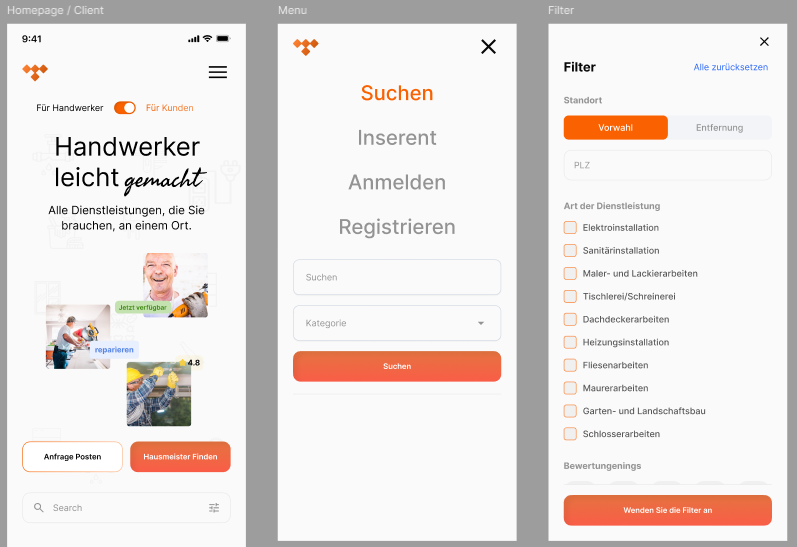 Homepage / Client
9:41
Für Handwerker
Für Kunden
Handwerker
leicht gemacht
Alle Dienstleistungen, die Sie
brauchen, an einem Ort.
Jetzt verfügbar
reparieren
4.8
Anfrage Posten
Hausmeister Finden
Search
Menu
Suchen
Inserent
Anmelden
Registrieren
Suchen
Kategorie
Suchen
Filter
Filter
Alle zurücksetzen
Standort
Vorwahl
Entfernung
PLZ
Art der Dienstleistung
Elektroinstallation
Sanitärinstallation
Maler- und Lackierarbeiten
Tischlerei/Schreinerei
Dachdeckerarbeiten
Heizungsinstallation
Fliesenarbeiten
Maurerarbeiten
Garten- und Landschaftsbau
Schlosserarbeiten
Bewertungenings
Wenden Sie die Filter an